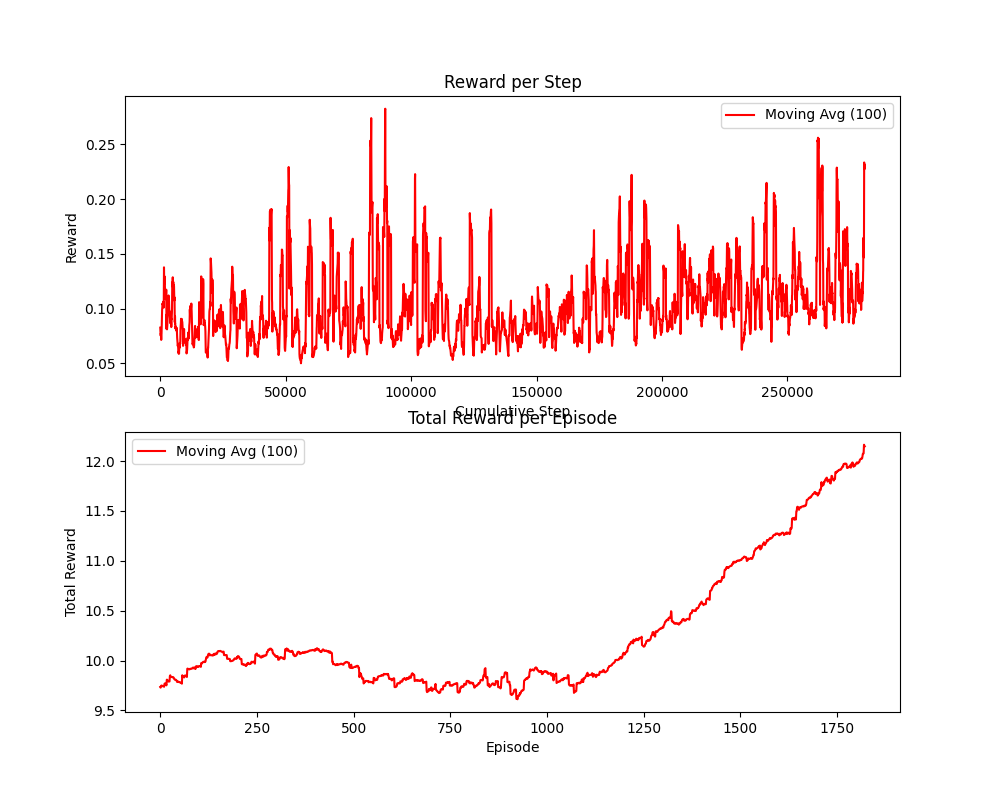 Reward per Step
Moving Avg (100)
Reward
0.25
0.20
0.15
0.10
0.05
0 50000 100000 150000 200000 250000
Cumulative Step
Total Reward per Episode
Moving Avg (100)
Total Reward
12.0
11.5
11.0
10.5
10.0
9.5
0 250 500 750 1000 1250 1500 1750
Episode